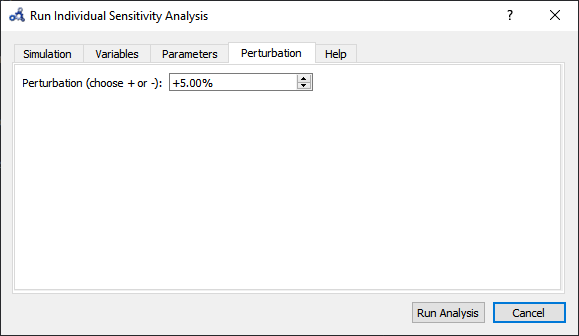 Run Individual Sensitivity Analysis
?
Simulation Variables Parameters Perturbation Help
Perturbation (choose + or -): +5.00%
Run Analysis Cancel